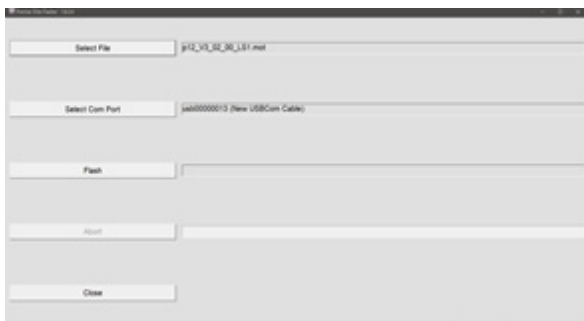 Select File
jp12_V3_02_00_LS1.mot
Select Com Port
usb00000013 (New USBCom Cable)
Flash
Abort
Close